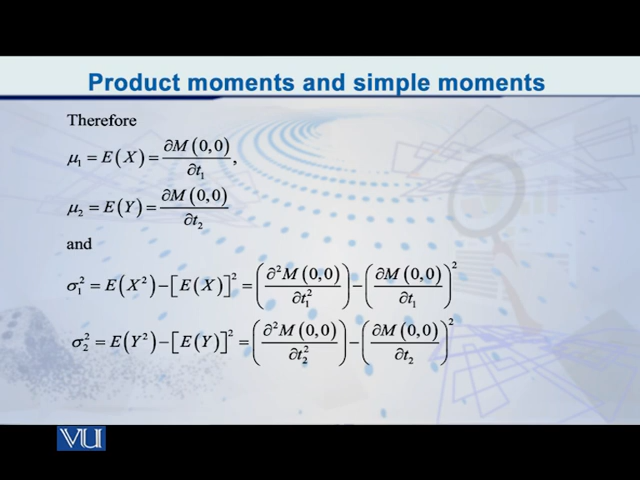 Product moments and simple moments
Therefore
μ₁ = E(X) = ∂M(0,0)/∂t₁,
μ₂ = E(Y) = ∂M(0,0)/∂t₂
and
σ₁² = E(X²) − [E(X)]² = (∂²M(0,0)/∂t₁²) − (∂M(0,0)/∂t₁)²
σ₂² = E(Y²) − [E(Y)]² = (∂²M(0,0)/∂t₂²) − (∂M(0,0)/∂t₂)²
VU